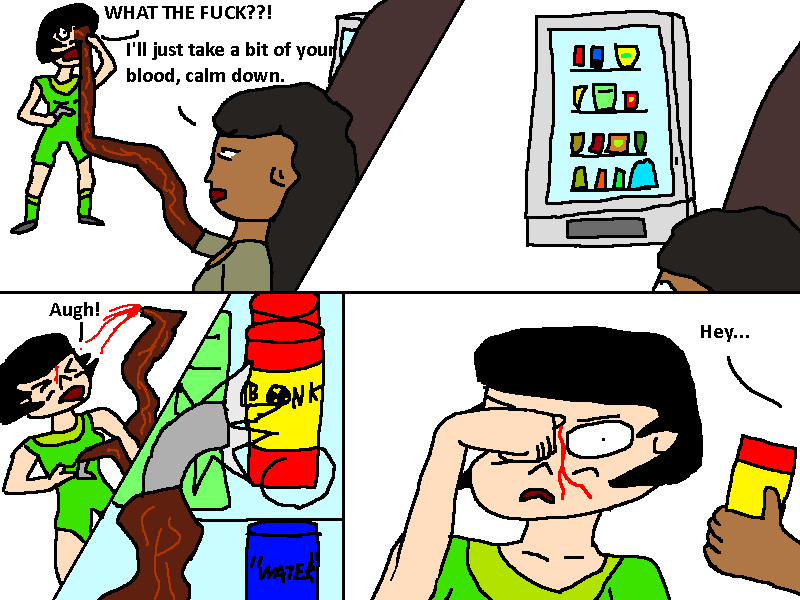 WHAT THE FUCK??!
I'll just take a bit of your
blood, calm down.
Augh!
BONK
"WATER"
Hey...